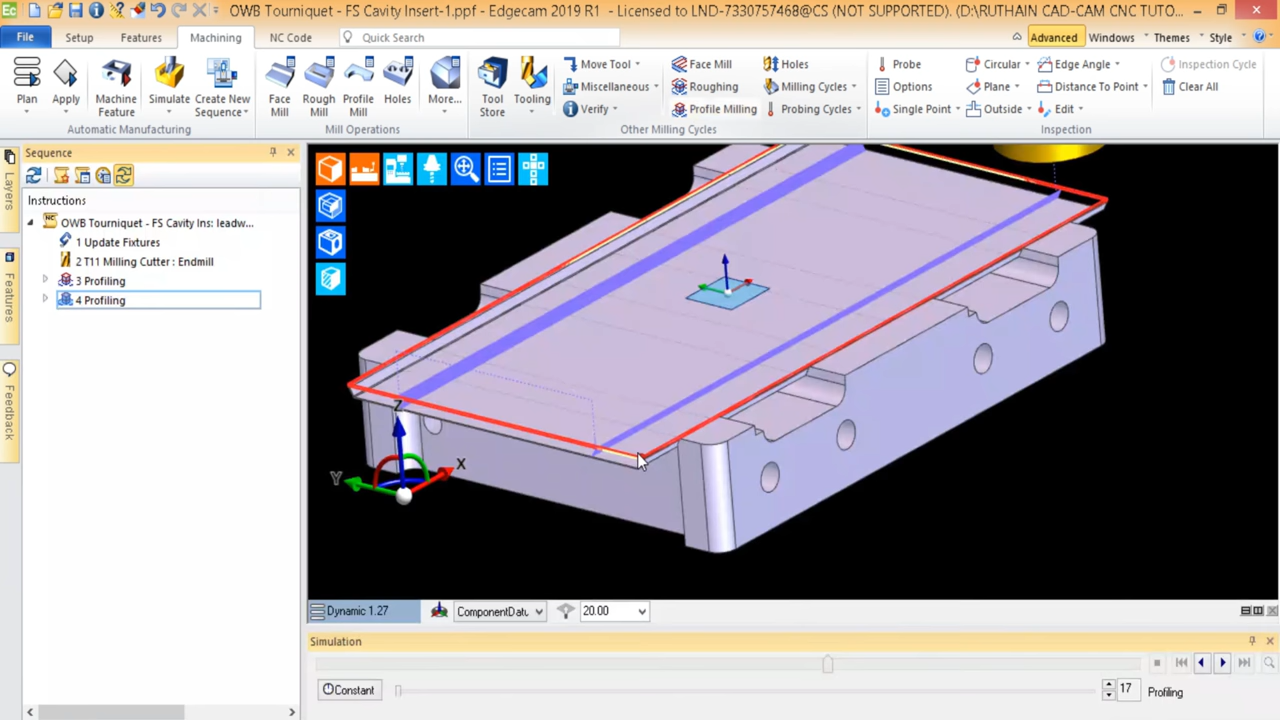 OWB Tourniquet - FS Cavity Insert-1.ppf - Edgecam 2019 R1 - Licensed to LMD-7330757468@CS (NOT SUPPORTED). (D:\RUTHAIN CAD-CAM CNC TUTO...
File Setup Features Machining NC Code Quick Search Advanced Windows Themes Style
Plan Apply Machine Feature Simulate Create New Sequence Face Mill Rough Mill Profile Mill Holes More... Tool Store Tooling
Move Tool Face Mill Holes Probe Circular Edge Angle Inspection Cycle
Miscellaneous Roughing Milling Cycles Options Plane Distance To Point Clear All
Verify Profile Milling Probing Cycles Single Point Outside Edit
Automatic Manufacturing Mill Operations Other Milling Cycles Inspection
Sequence
Layers
Features
Feedback
Instructions
OWB Tourniquet - FS Cavity Ins: leadw...
1 Update Fixtures
2 T11 Milling Cutter : Endmill
3 Profiling
4 Profiling
Z
X
Y
Dynamic 1.27 ComponentDatu 20.00
Simulation
Constant 17 Profiling